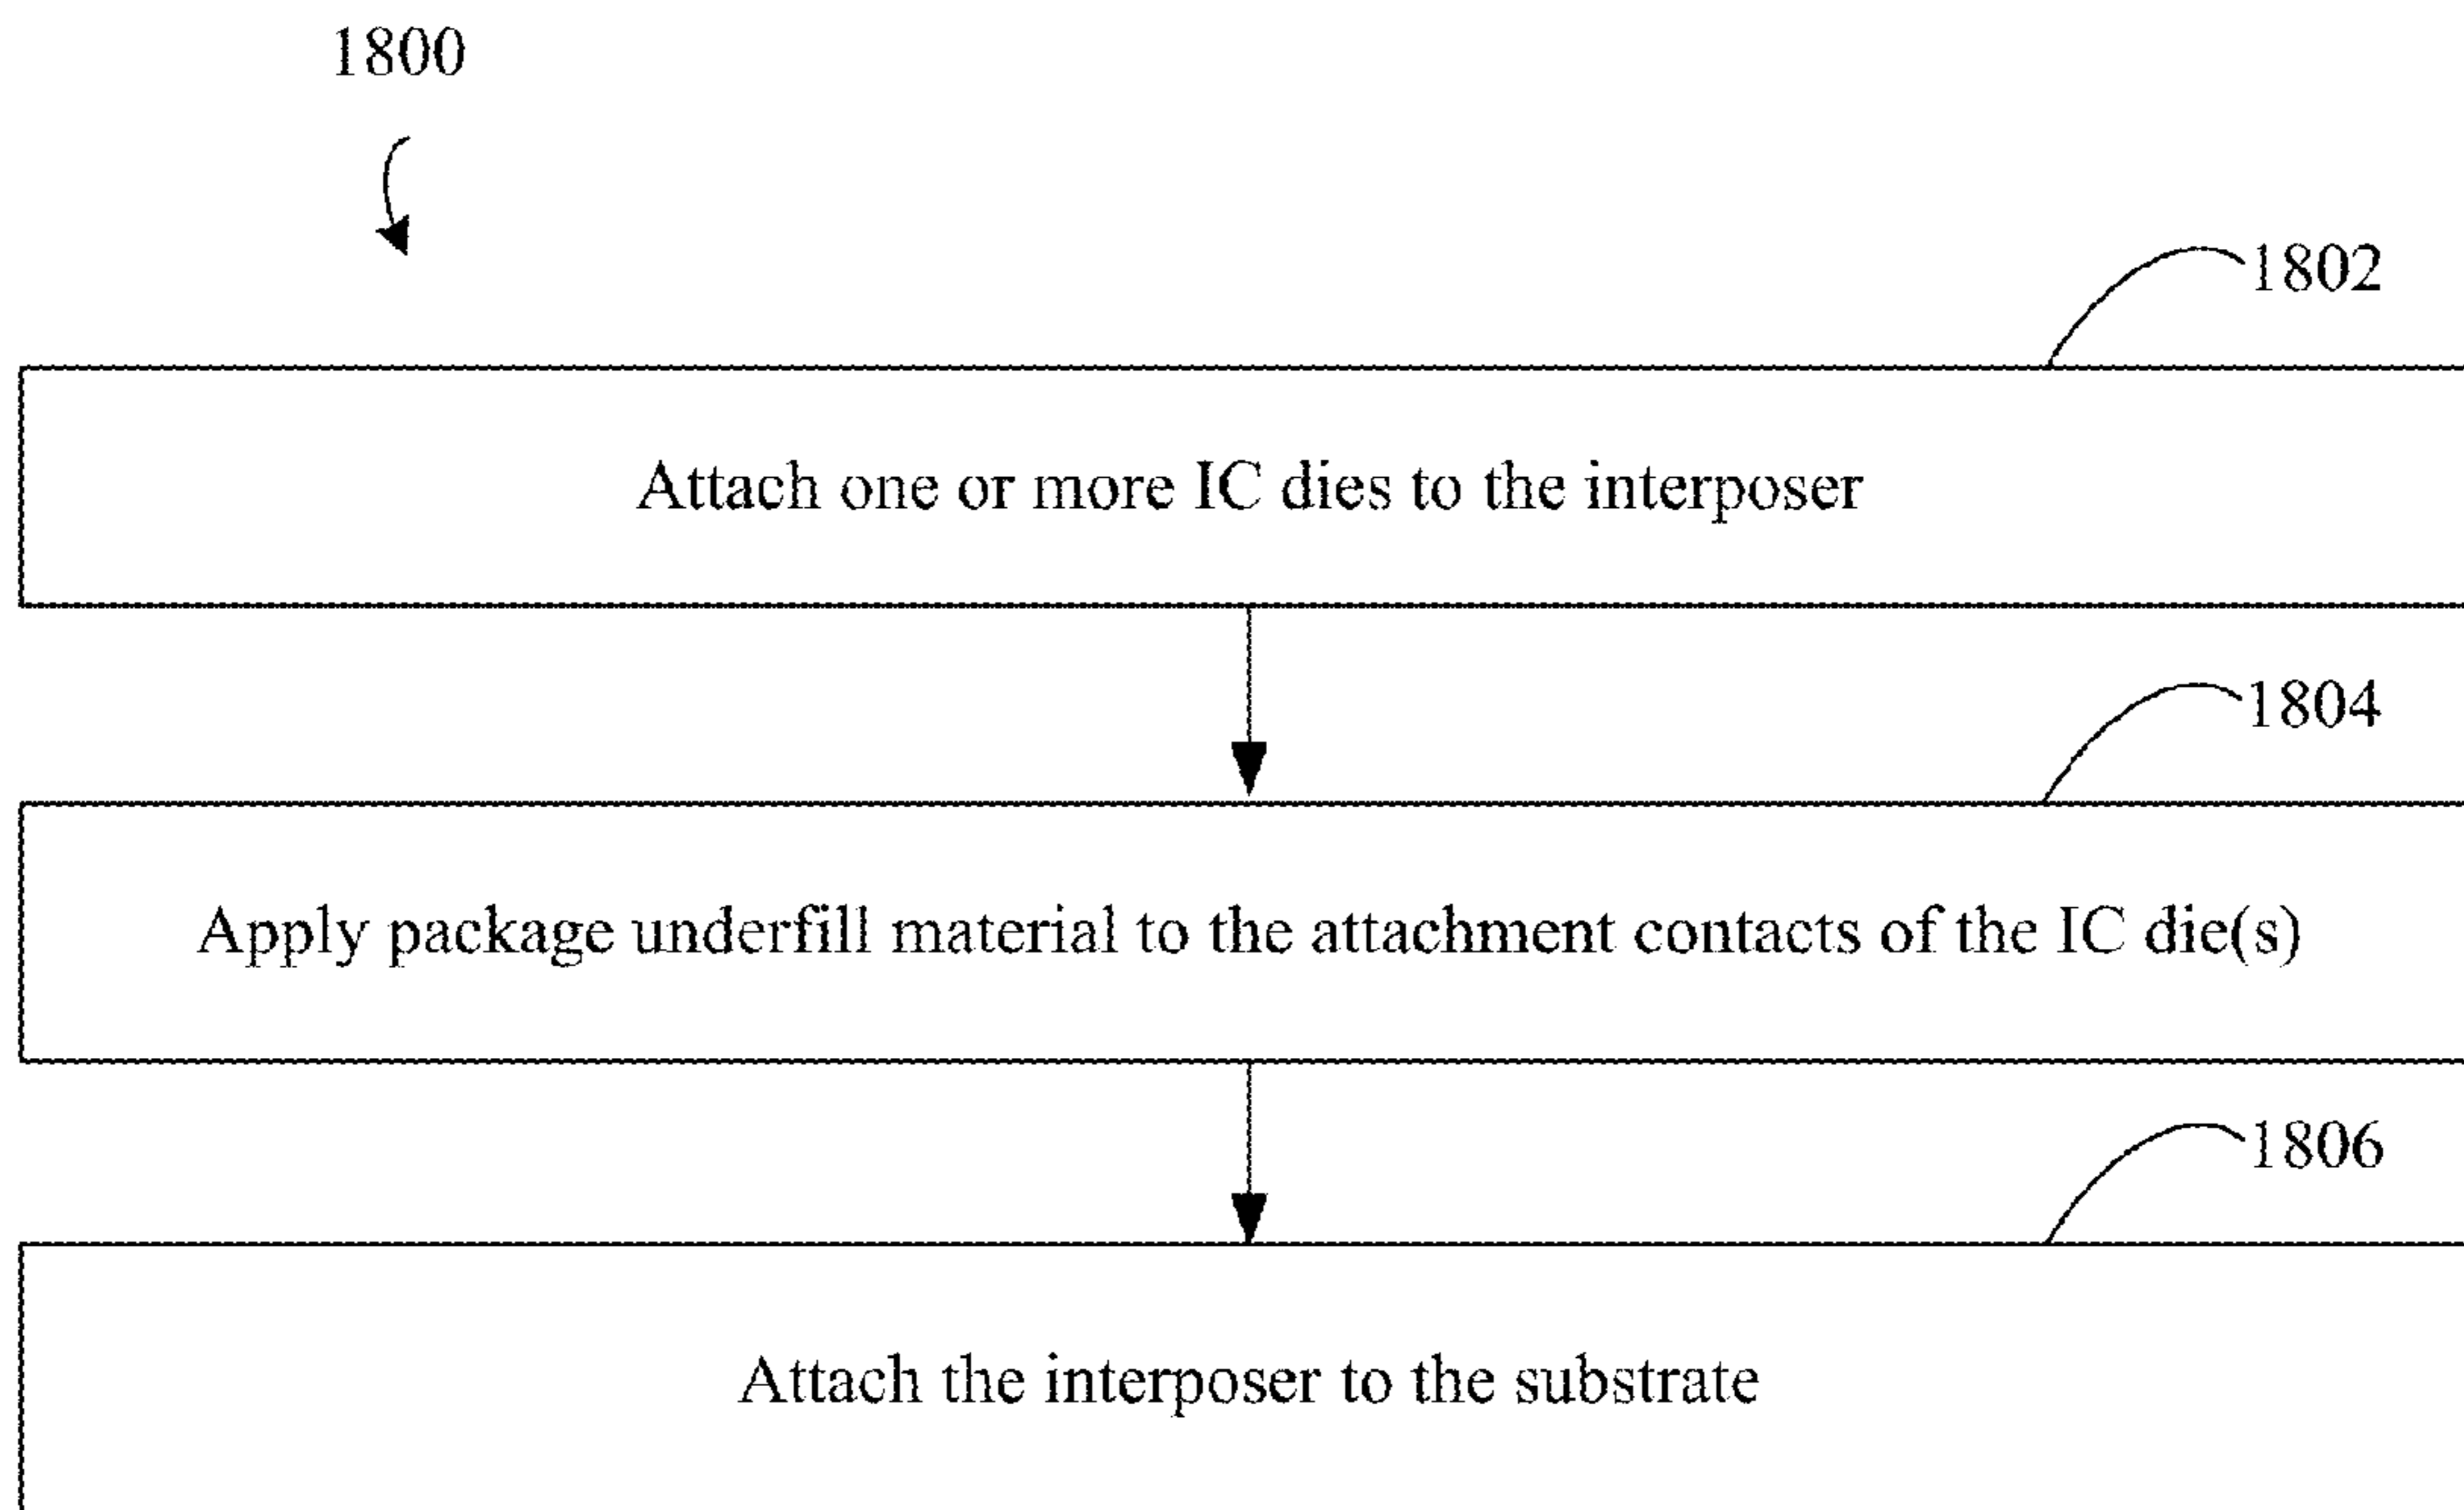 1800
1802
Attach one or more IC dies to the interposer
1804
Apply package underfill material to the attachment contacts of the IC die(s)
1806
Attach the interposer to the substrate